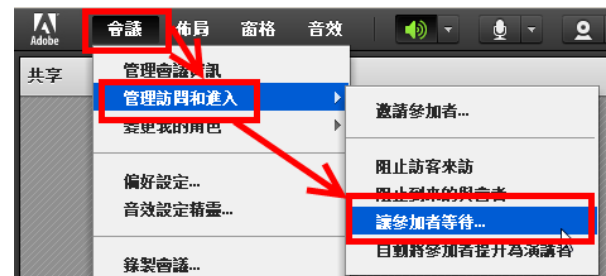 Adobe
會議 佈局 窗格 音效
共享
管理會議資訊
管理訪問和進入
變更我的角色
偏好設定...
音效設定精靈...
錄製會議...
邀請參加者...
阻止訪客來訪
阻止到來的與會者
讓參加者等待...
自動將參加者提升為演講者